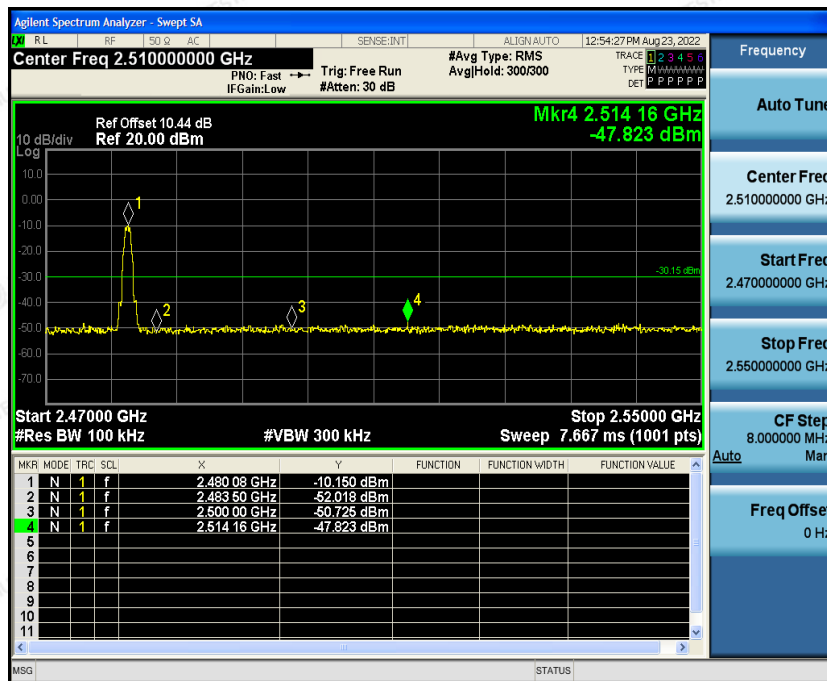 Agilent Spectrum Analyzer - Swept SA
LXI RL RF 50 Ω AC SENSE:INT ALIGN AUTO 12:54:27 PM Aug 23, 2022
Center Freq 2.510000000 GHz
PNO: Fast
IFGain:Low
Trig: Free Run
#Atten: 30 dB
#Avg Type: RMS
Avg|Hold: 300/300
TRACE 1 2 3 4 5 6
TYPE M W W W W W
DET P P P P P P
Frequency
Auto Tune
Center Freq
2.510000000 GHz
Start Freq
2.470000000 GHz
Stop Freq
2.550000000 GHz
CF Step
8.000000 MHz
Auto Man
Freq Offset
0 Hz
Mkr4 2.514 16 GHz
-47.823 dBm
Ref Offset 10.44 dB
10 dB/div Ref 20.00 dBm
Log
10.0
0.00
-10.0
-20.0
-30.0
-40.0
-50.0
-60.0
-70.0
1
2
3
4
-30.15 dBm
Start 2.47000 GHz Stop 2.55000 GHz
#Res BW 100 kHz #VBW 300 kHz Sweep 7.667 ms (1001 pts)
MKR MODE TRC SCL X Y FUNCTION FUNCTION WIDTH FUNCTION VALUE
1 N 1 f 2.480 08 GHz -10.150 dBm
2 N 1 f 2.483 50 GHz -52.018 dBm
3 N 1 f 2.500 00 GHz -50.725 dBm
4 N 1 f 2.514 16 GHz -47.823 dBm
5
6
7
8
9
10
11
MSG STATUS